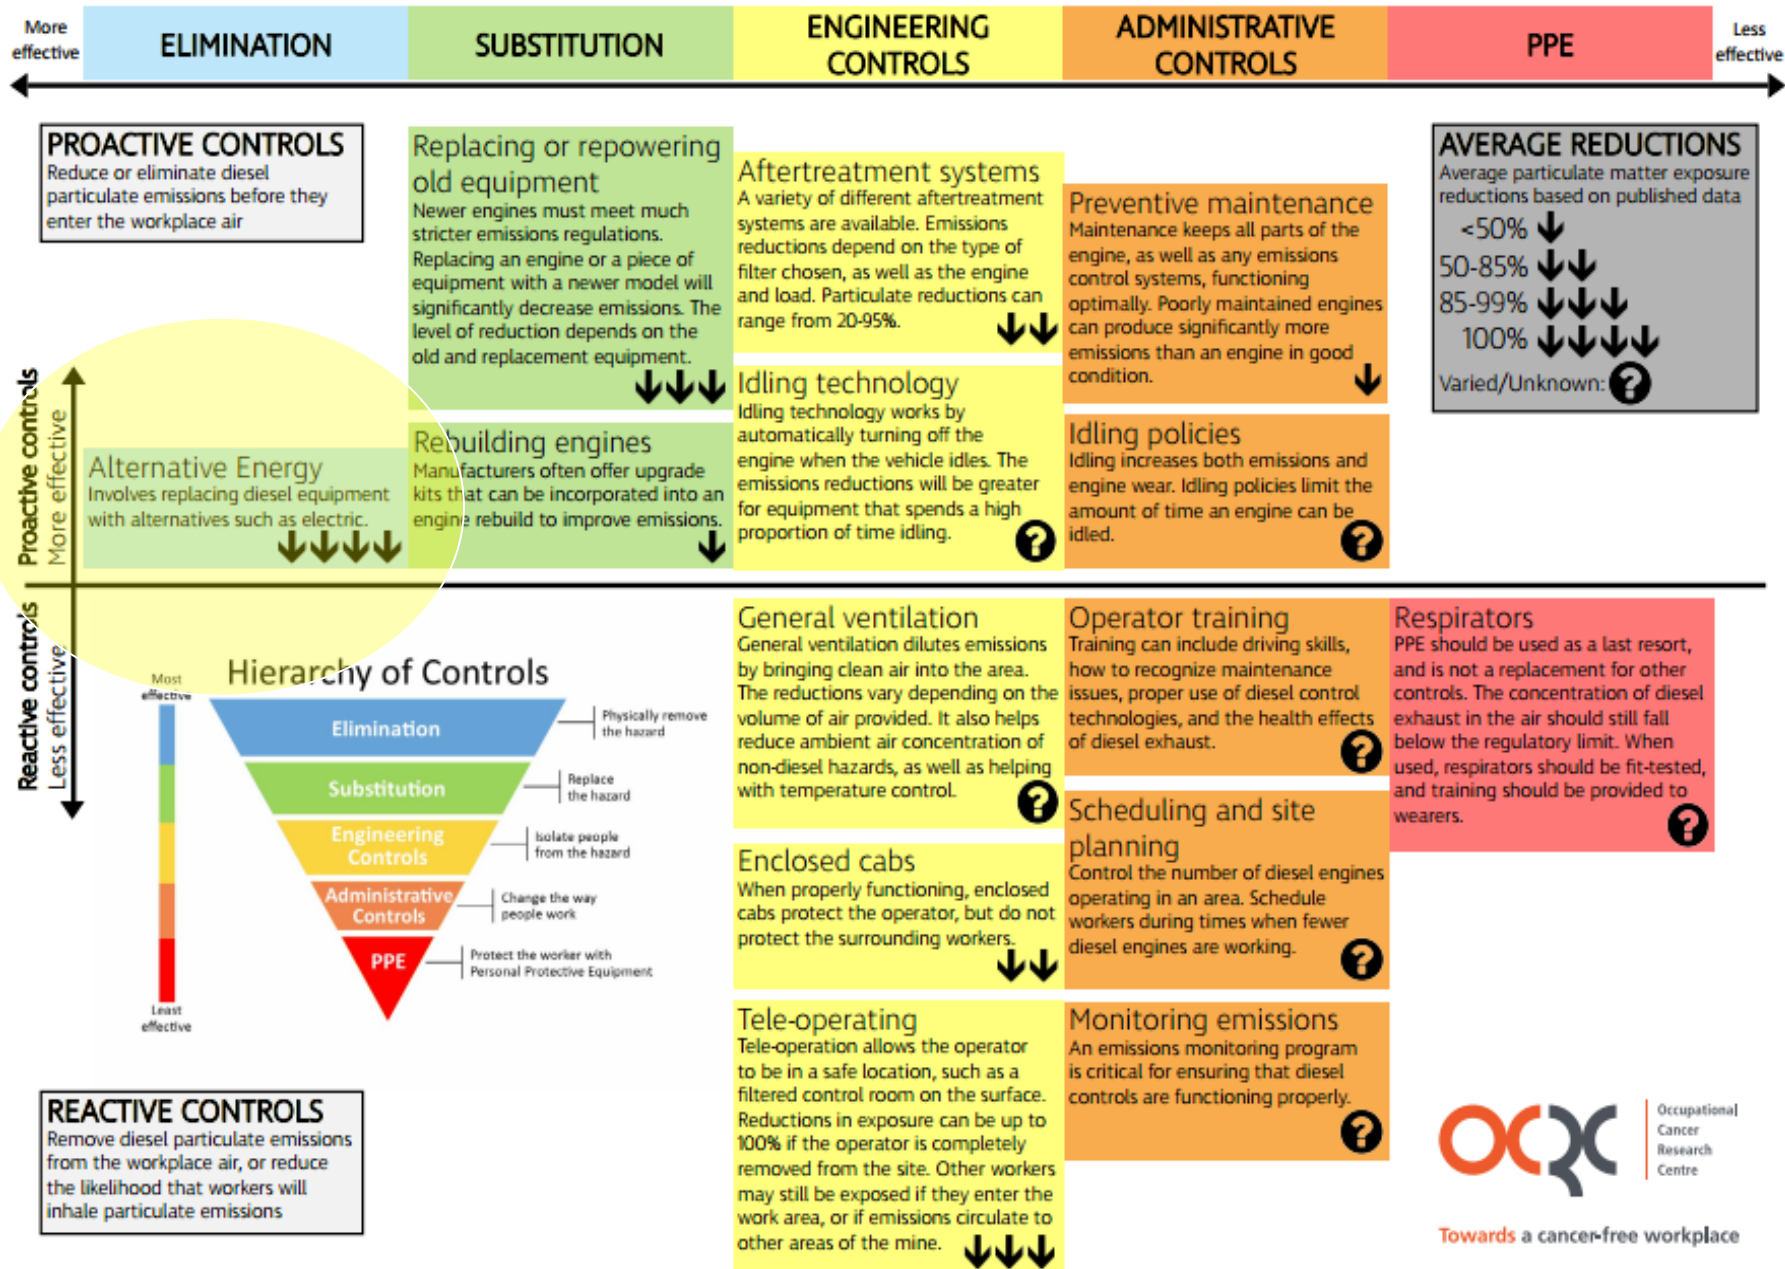 More
effective
ELIMINATION
SUBSTITUTION
ENGINEERING
CONTROLS
ADMINISTRATIVE
CONTROLS
PPE
Less
effective
PROACTIVE CONTROLS
Reduce or eliminate diesel
particulate emissions before they
enter the workplace air
Replacing or repowering
old equipment
Newer engines must meet much
stricter emissions regulations.
Replacing an engine or a piece of
equipment with a newer model will
significantly decrease emissions. The
level of reduction depends on the
old and replacement equipment.
Aftertreatment systems
A variety of different aftertreatment
systems are available. Emissions
reductions depend on the type of
filter chosen, as well as the engine
and load. Particulate reductions can
range from 20-95%.
Preventive maintenance
Maintenance keeps all parts of the
engine, as well as any emissions
control systems, functioning
optimally. Poorly maintained engines
can produce significantly more
emissions than an engine in good
condition.
AVERAGE REDUCTIONS
Average particulate matter exposure
reductions based on published data
<50%
50-85%
85-99%
100%
Varied/Unknown: ?
Proactive controls
More effective
Alternative Energy
Involves replacing diesel equipment
with alternatives such as electric.
Rebuilding engines
Manufacturers often offer upgrade
kits that can be incorporated into an
engine rebuild to improve emissions.
Idling technology
Idling technology works by
automatically turning off the
engine when the vehicle idles. The
emissions reductions will be greater
for equipment that spends a high
proportion of time idling.
?
Idling policies
Idling increases both emissions and
engine wear. Idling policies limit the
amount of time an engine can be
idled.
?
Reactive controls
Less effective
Hierarchy of Controls
Most
effective
Elimination
Physically remove
the hazard
Substitution
Replace
the hazard
Engineering
Controls
Isolate people
from the hazard
Administrative
Controls
Change the way
people work
PPE
Protect the worker with
Personal Protective Equipment
Least
effective
General ventilation
General ventilation dilutes emissions
by bringing clean air into the area.
The reductions vary depending on the
volume of air provided. It also helps
reduce ambient air concentration of
non-diesel hazards, as well as helping
with temperature control.
?
Enclosed cabs
When properly functioning, enclosed
cabs protect the operator, but do not
protect the surrounding workers.
Tele-operating
Tele-operation allows the operator
to be in a safe location, such as a
filtered control room on the surface.
Reductions in exposure can be up to
100% if the operator is completely
removed from the site. Other workers
may still be exposed if they enter the
work area, or if emissions circulate to
other areas of the mine.
Operator training
Training can include driving skills,
how to recognize maintenance
issues, proper use of diesel control
technologies, and the health effects
of diesel exhaust.
?
Scheduling and site
planning
Control the number of diesel engines
operating in an area. Schedule
workers during times when fewer
diesel engines are working.
?
Monitoring emissions
An emissions monitoring program
is critical for ensuring that diesel
controls are functioning properly.
?
Respirators
PPE should be used as a last resort,
and is not a replacement for other
controls. The concentration of diesel
exhaust in the air should still fall
below the regulatory limit. When
used, respirators should be fit-tested,
and training should be provided to
wearers.
?
REACTIVE CONTROLS
Remove diesel particulate emissions
from the workplace air, or reduce
the likelihood that workers will
inhale particulate emissions
OCRC
Occupational
Cancer
Research
Centre
Towards a cancer-free workplace